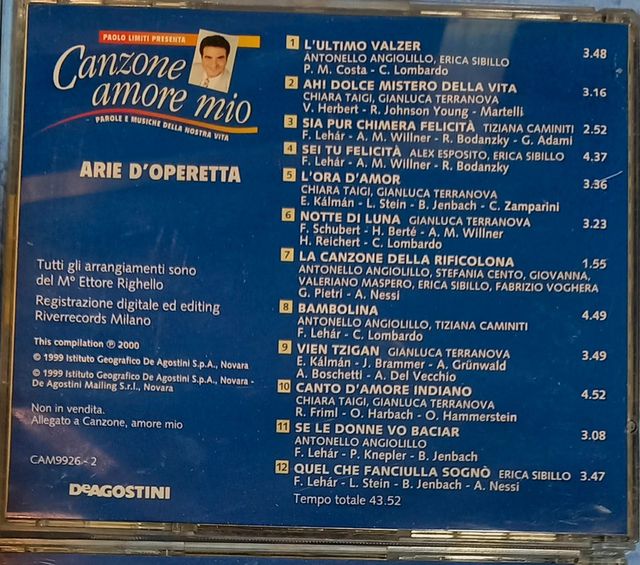 PAOLO LIMITI PRESENTA
Canzone
amore mio
PAROLE E MUSICHE DELLA NOSTRA VITA
ARIE D'OPERETTA
Tutti gli arrangiamenti sono
del M° Ettore Righello
Registrazione digitale ed editing
Riverrecords Milano
This compilation ℗ 2000
© 1999 Istituto Geografico De Agostini S.p.A., Novara
℗ 1999 Istituto Geografico De Agostini S.p.A., Novara -
De Agostini Mailing S.r.l., Novara
Non in vendita.
Allegato a Canzone, amore mio
CAM9926 - 2
DeAGOSTINI
1 L'ULTIMO VALZER
ANTONELLO ANGIOLILLO, ERICA SIBILLO 3.48
P. M. Costa - C. Lombardo
2 AH! DOLCE MISTERO DELLA VITA
CHIARA TAIGI, GIANLUCA TERRANOVA 3.16
V. Herbert - R. Johnson Young - Martelli
3 SIA PUR CHIMERA FELICITÀ TIZIANA CAMINITI 2.52
F. Lehár - A. M. Willner - R. Bodanzky - G. Adami
4 SEI TU FELICITÀ ALEX ESPOSITO, ERICA SIBILLO 4.37
F. Lehár - A. M. Willner - R. Bodanzky
5 L'ORA D'AMOR 3.36
CHIARA TAIGI, GIANLUCA TERRANOVA
E. Kálmán - L. Stein - B. Jenbach - C. Zamparini
6 NOTTE DI LUNA GIANLUCA TERRANOVA 3.23
F. Schubert - H. Berté - A. M. Willner
H. Reichert - C. Lombardo
7 LA CANZONE DELLA RIFICOLONA 1.55
ANTONELLO ANGIOLILLO, STEFANIA CENTO, GIOVANNA,
VALERIANO MASPERO, ERICA SIBILLO, FABRIZIO VOGHERA
G. Pietri - A. Nessi
8 BAMBOLINA 4.49
ANTONELLO ANGIOLILLO, TIZIANA CAMINITI
F. Lehár - C. Lombardo
9 VIEN TZIGAN GIANLUCA TERRANOVA 3.49
E. Kálmán - J. Brammer - A. Grünwald
A. Boschetti - A. Del Vecchio
10 CANTO D'AMORE INDIANO 4.52
CHIARA TAIGI, GIANLUCA TERRANOVA
R. Friml - O. Harbach - O. Hammerstein
11 SE LE DONNE VO BACIAR 3.08
ANTONELLO ANGIOLILLO
F. Lehár - P. Knepler - B. Jenbach
12 QUEL CHE FANCIULLA SOGNÒ ERICA SIBILLO 3.47
F. Lehár - L. Stein - B. Jenbach - A. Nessi
Tempo totale 43.52